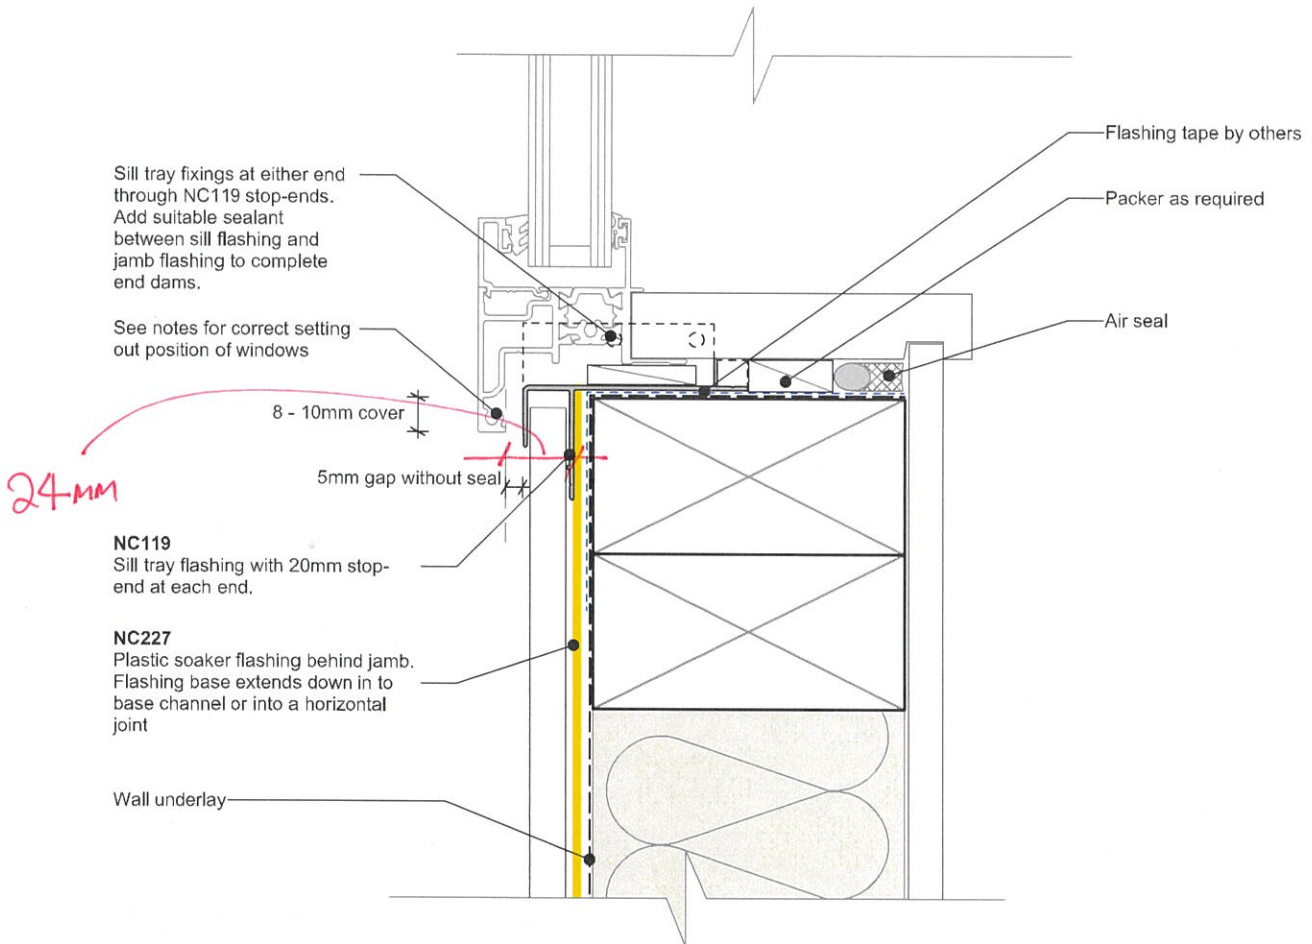 Sill tray fixings at either end
through NC119 stop-ends.
Add suitable sealant
between sill flashing and
jamb flashing to complete
end dams.
See notes for correct setting
out position of windows
8 - 10mm cover
24mm
5mm gap without seal
NC119
Sill tray flashing with 20mm stop-
end at each end.
NC227
Plastic soaker flashing behind jamb.
Flashing base extends down in to
base channel or into a horizontal
joint
Wall underlay
Flashing tape by others
Packer as required
Air seal